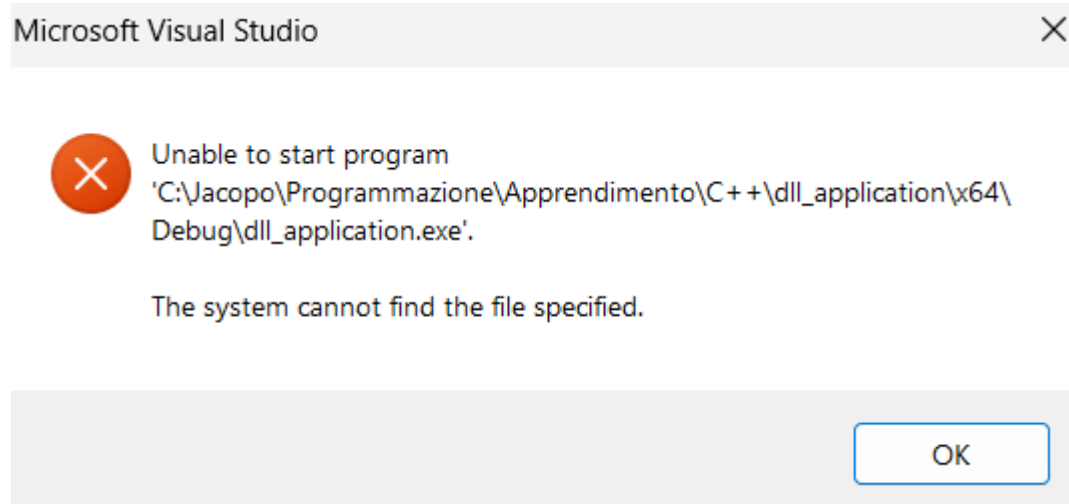 Microsoft Visual Studio
Unable to start program
'C:\Jacopo\Programmazione\Apprendimento\C++\dll_application\x64\
Debug\dll_application.exe'.
The system cannot find the file specified.
OK